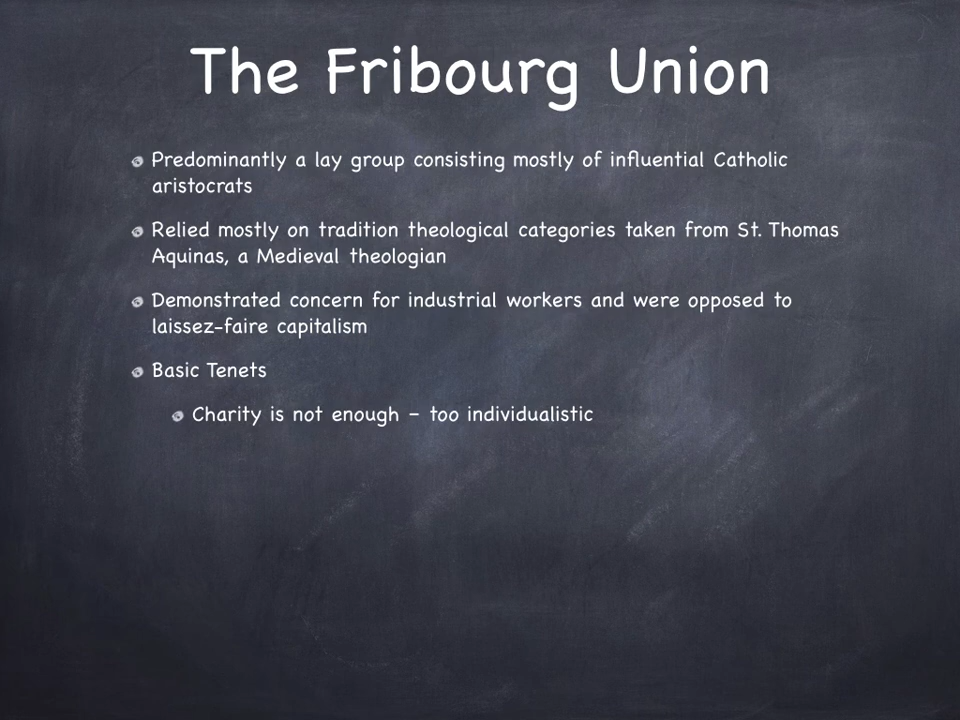 The Fribourg Union
Predominantly a lay group consisting mostly of influential Catholic
aristocrats
Relied mostly on tradition theological categories taken from St. Thomas
Aquinas, a Medieval theologian
Demonstrated concern for industrial workers and were opposed to
laissez-faire capitalism
Basic Tenets
Charity is not enough - too individualistic